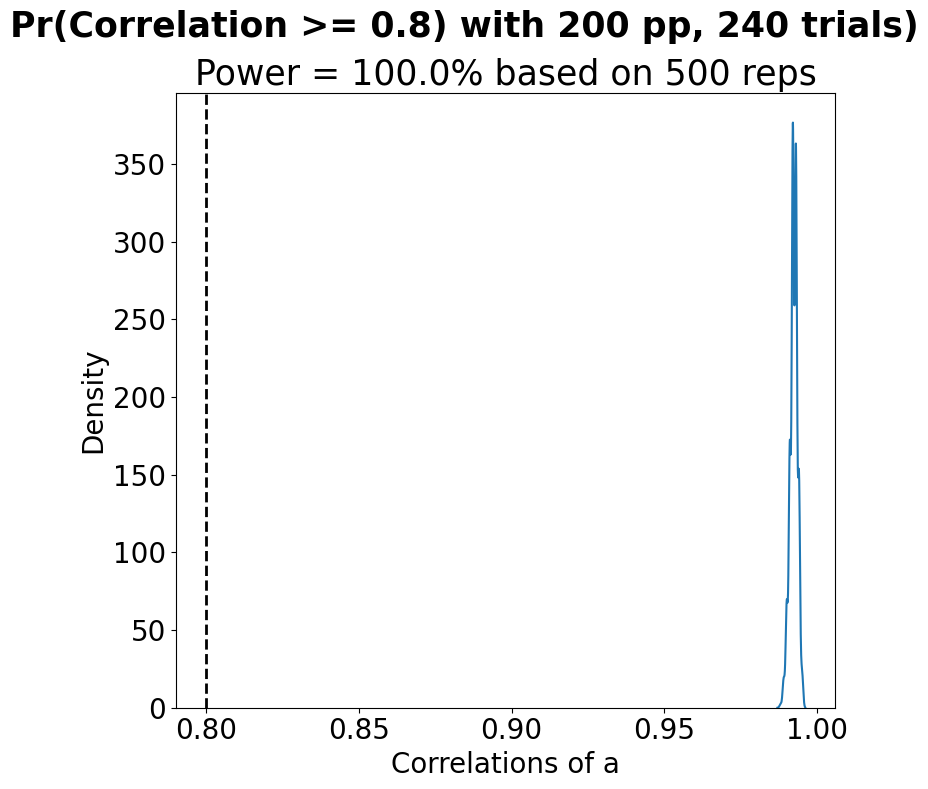 Pr(Correlation >= 0.8) with 200 pp, 240 trials)
Power = 100.0% based on 500 reps
350
300
250
200
150
100
50
0
Density
0.80 0.85 0.90 0.95 1.00
Correlations of a